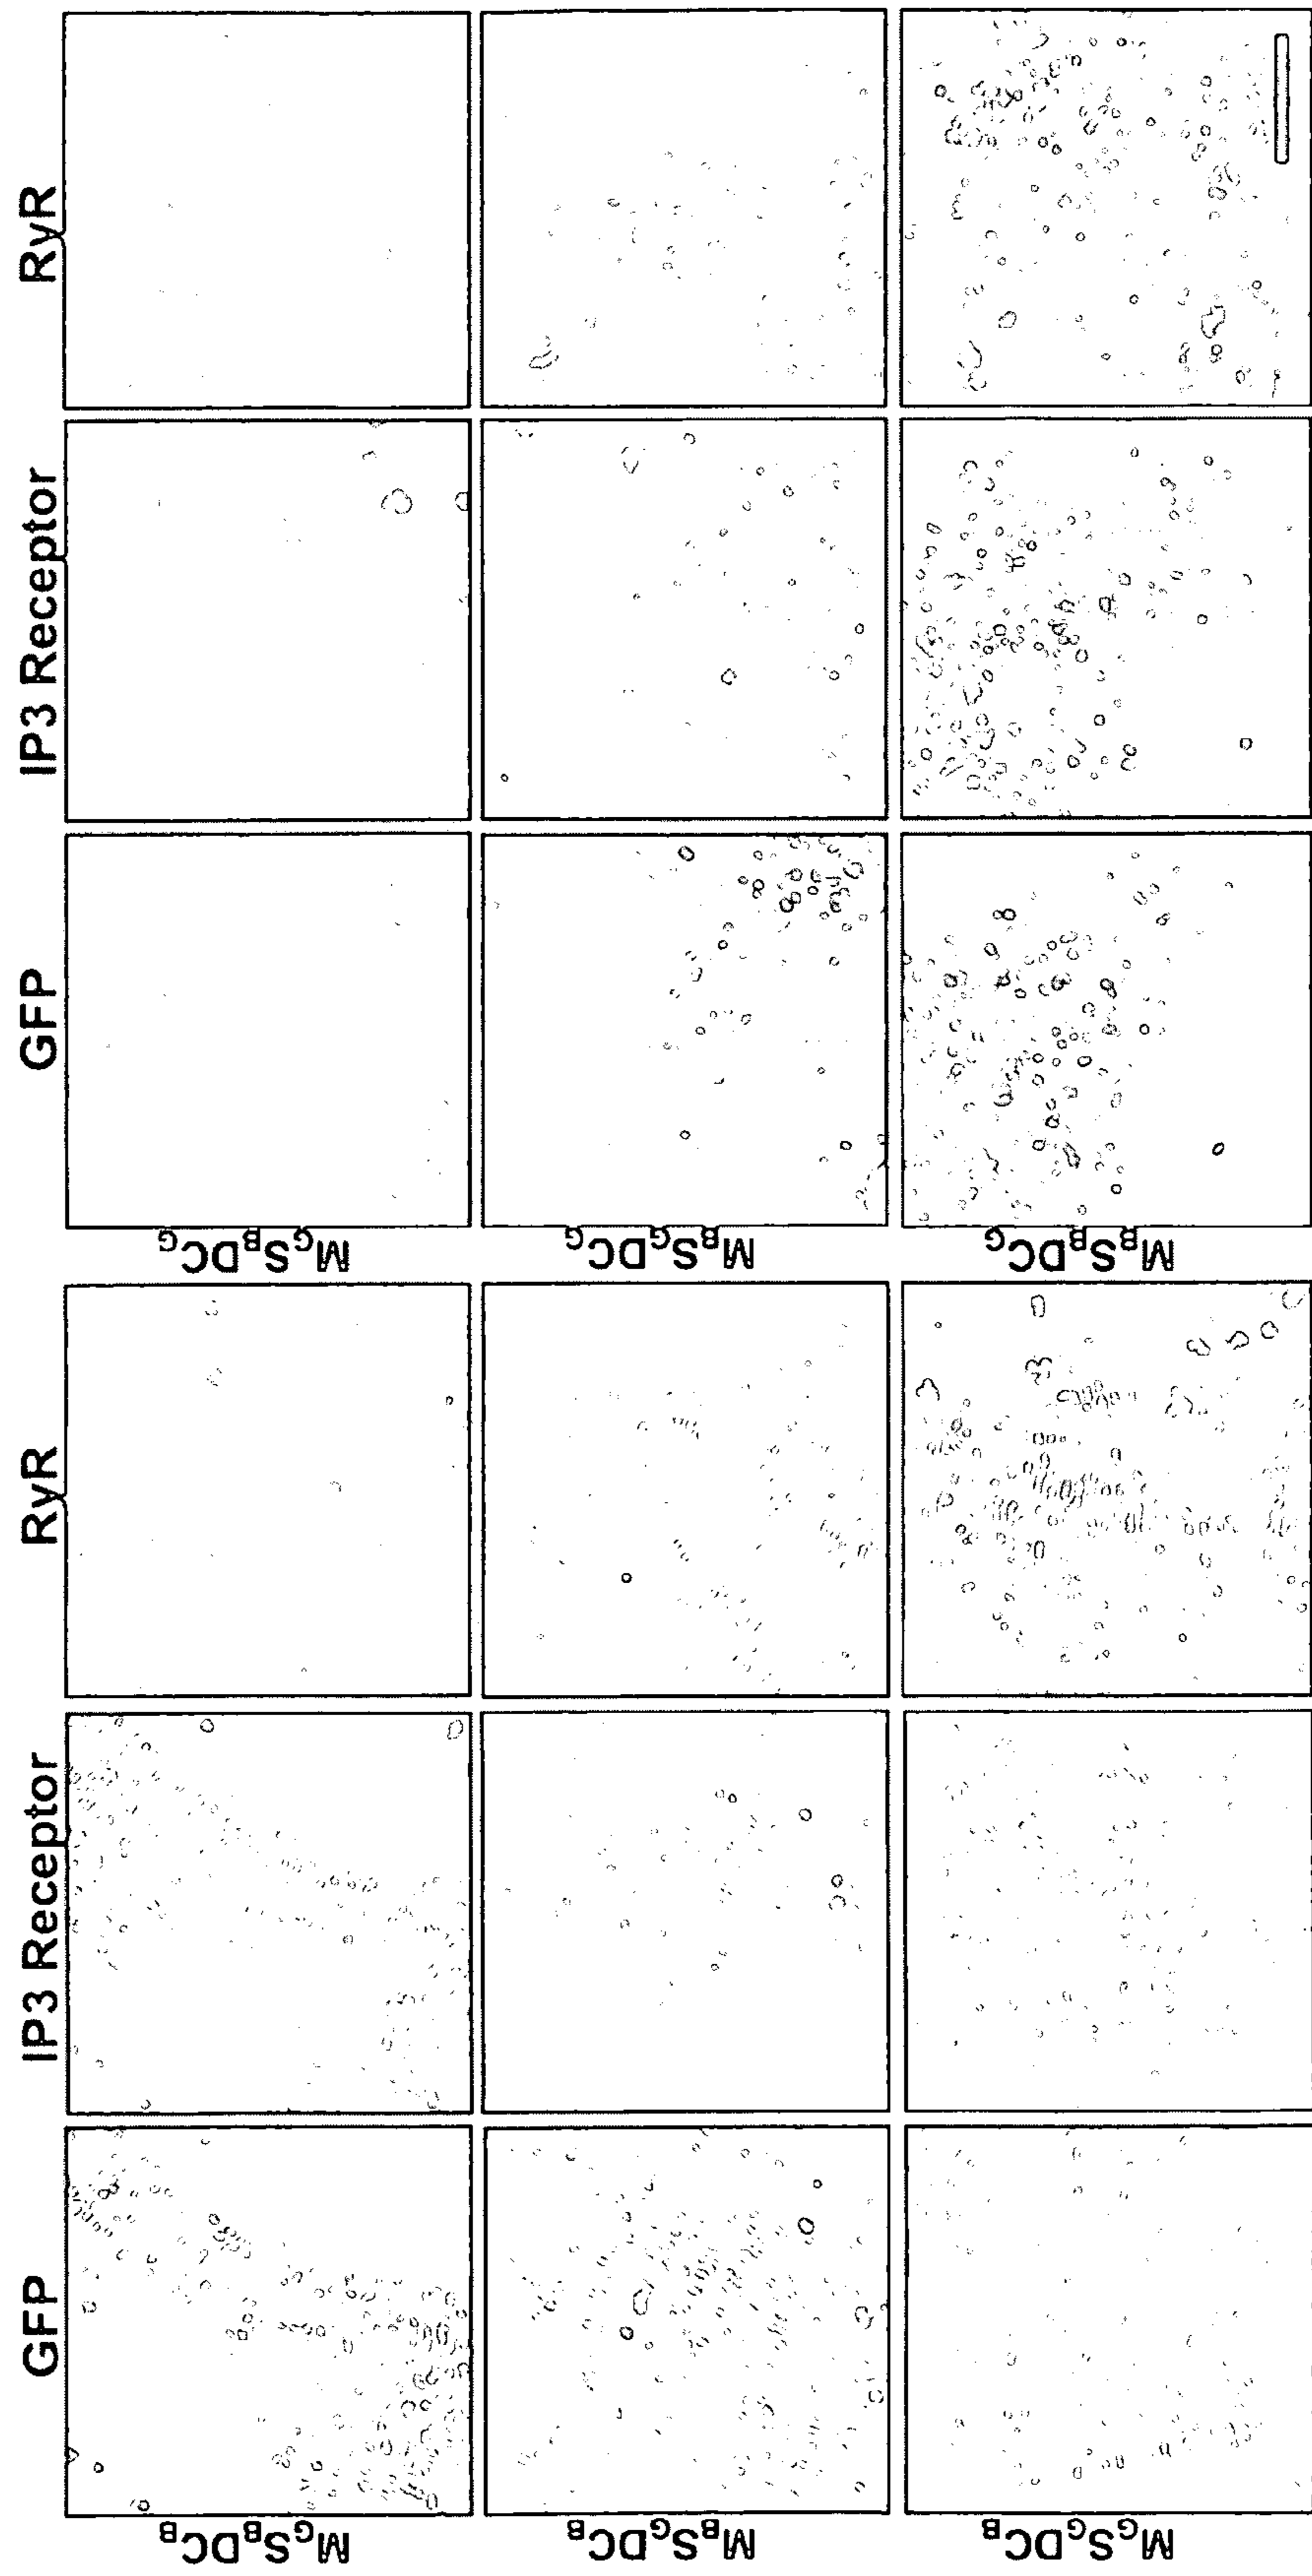 GFP IP3 Receptor RyR GFP IP3 Receptor RyR
MGSBDCB MGSBDCG
MBSGDCB MBSGDCG
MGSGDCB MBSBDCG